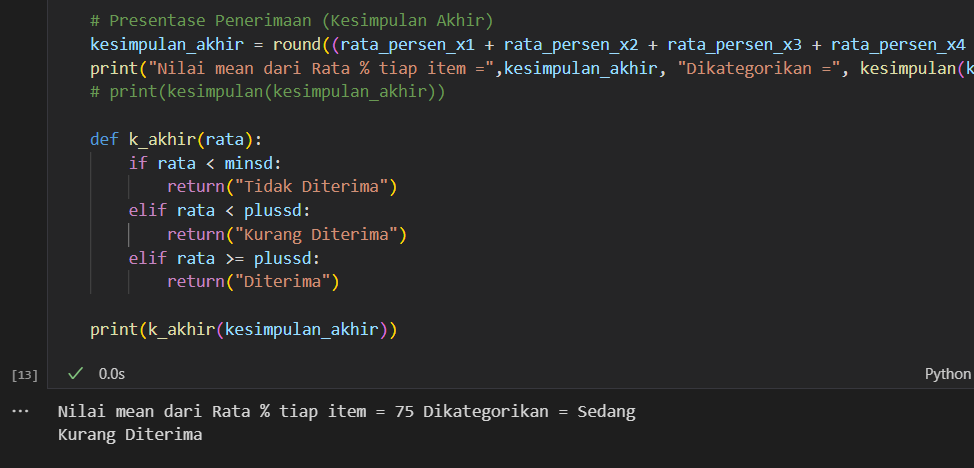 # Presentase Penerimaan (Kesimpulan Akhir)
kesimpulan_akhir = round((rata_persen_x1 + rata_persen_x2 + rata_persen_x3 + rata_persen_x4
print("Nilai mean dari Rata % tiap item =",kesimpulan_akhir, "Dikategorikan =", kesimpulan(k
# print(kesimpulan(kesimpulan_akhir))
def k_akhir(rata):
if rata < minsd:
return("Tidak Diterima")
elif rata < plussd:
return("Kurang Diterima")
elif rata >= plussd:
return("Diterima")
print(k_akhir(kesimpulan_akhir))
[13]
0.0s
Python
Nilai mean dari Rata % tiap item = 75 Dikategorikan = Sedang
Kurang Diterima